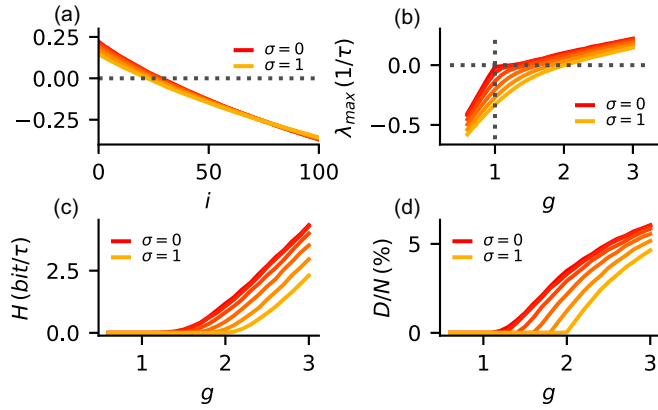 (a)
0.25
0.00
−0.25
σ = 0
σ = 1
0
50
100
i
(b)
λmax (1/τ)
0.0
−0.5
σ = 0
σ = 1
1
2
3
g
(c)
H (bit/τ)
2.5
0.0
σ = 0
σ = 1
1
2
3
g
(d)
D/N (%)
5
0
σ = 0
σ = 1
1
2
3
g